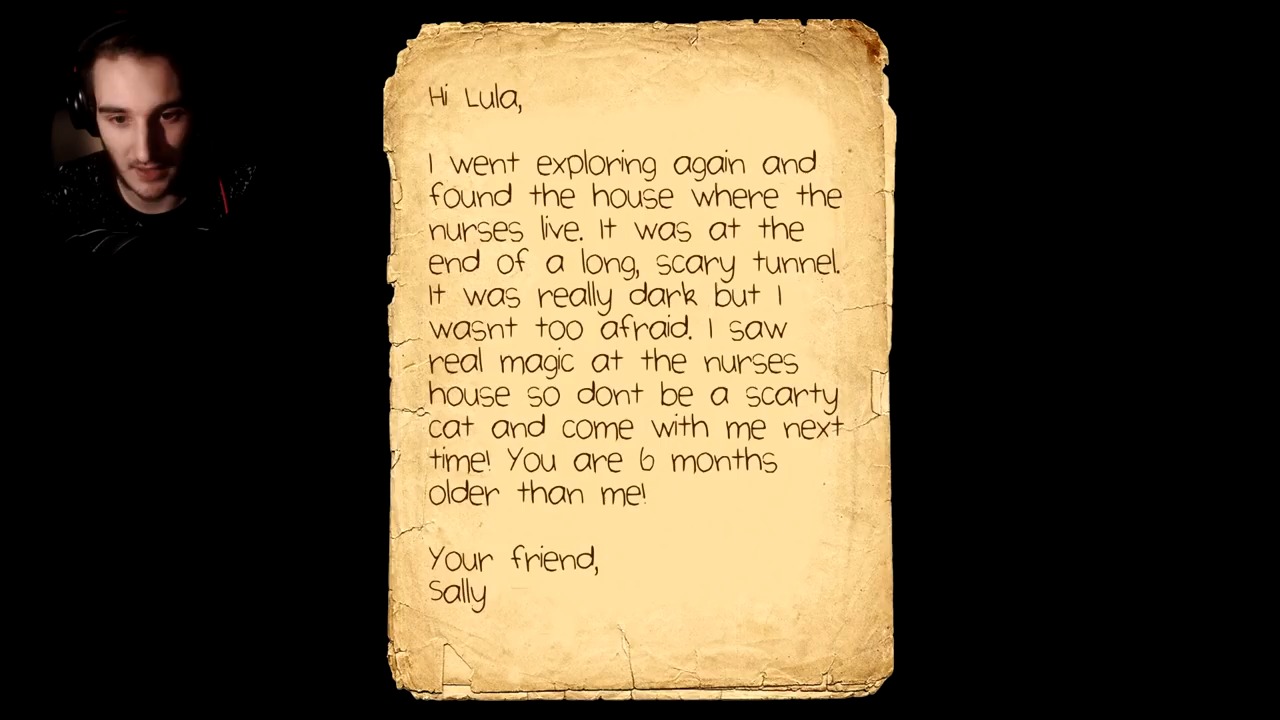 Hi Lula,
I went exploring again and
found the house where the
nurses live. It was at the
end of a long, scary tunnel.
It was really dark but I
wasnt too afraid. I saw
real magic at the nurses
house so dont be a scarty
cat and come with me next
time! You are 6 months
older than me!
Your friend,
Sally